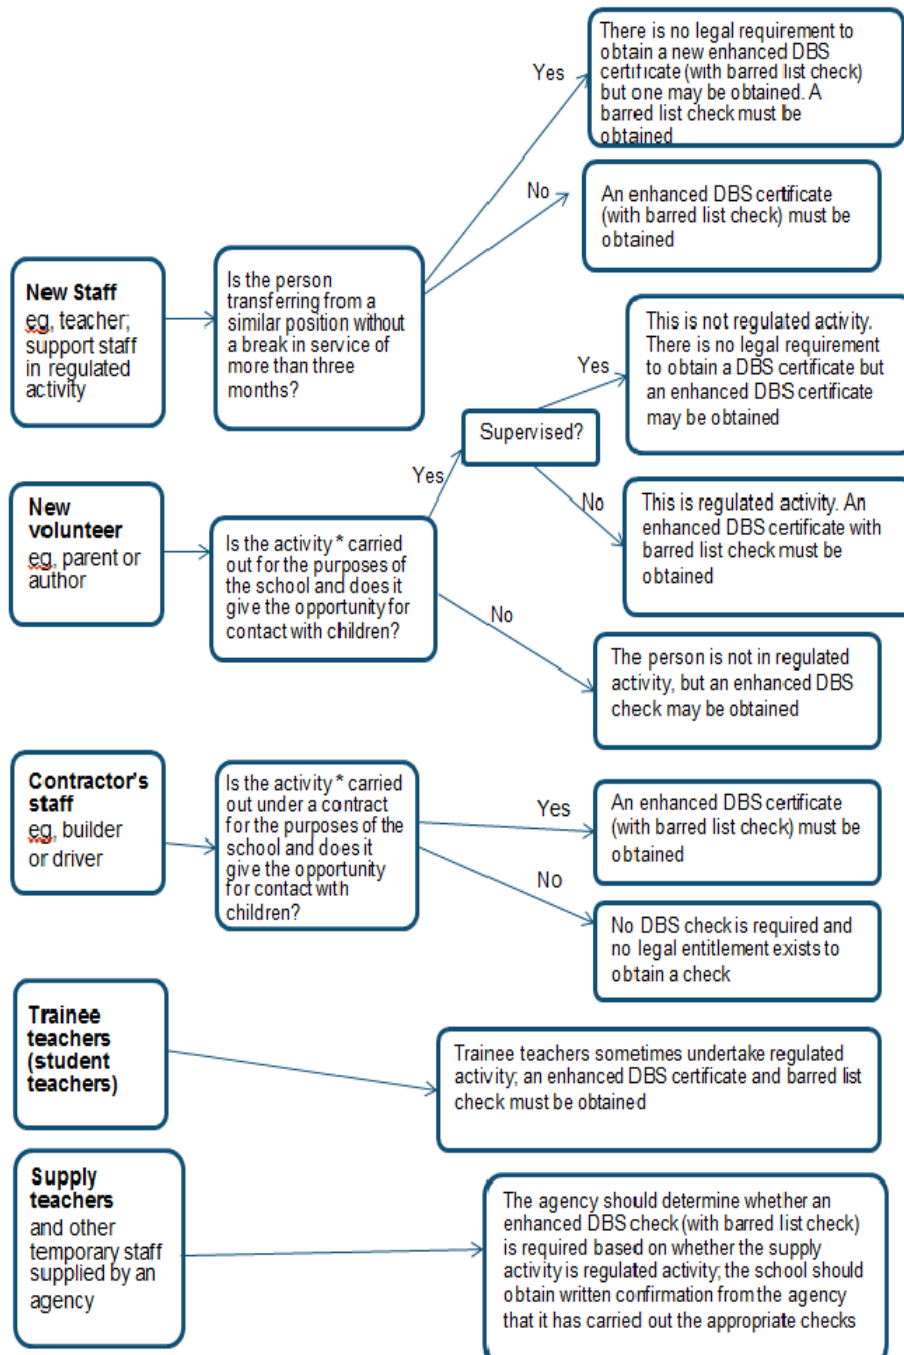 There is no legal requirement to
obtain a new enhanced DBS
certificate (with barred list check)
but one may be obtained. A
barred list check must be
obtained
Yes
No
An enhanced DBS certificate
(with barred list check) must be
obtained
New Staff
eg, teacher;
support staff
in regulated
activity
Is the person
transferring from a
similar position without
a break in service of
more than three
months?
This is not regulated activity.
There is no legal requirement
to obtain a DBS certificate but
an enhanced DBS certificate
may be obtained
Yes
Supervised?
Yes
No
This is regulated activity. An
enhanced DBS certificate with
barred list check must be
obtained
New
volunteer
eg, parent or
author
Is the activity * carried
out for the purposes of
the school and does it
give the opportunity for
contact with children?
No
The person is not in regulated
activity, but an enhanced DBS
check may be obtained
Contractor's
staff
eg, builder
or driver
Is the activity * carried
out under a contract
for the purposes of the
school and does it
give the opportunity
for contact with
children?
Yes
An enhanced DBS certificate
(with barred list check) must be
obtained
No
No DBS check is required and
no legal entitlement exists to
obtain a check
Trainee
teachers
(student
teachers)
Trainee teachers sometimes undertake regulated
activity; an enhanced DBS certificate and barred list
check must be obtained
Supply
teachers
and other
temporary staff
supplied by an
agency
The agency should determine whether an
enhanced DBS check (with barred list check)
is required based on whether the supply
activity is regulated activity; the school should
obtain written confirmation from the agency
that it has carried out the appropriate checks